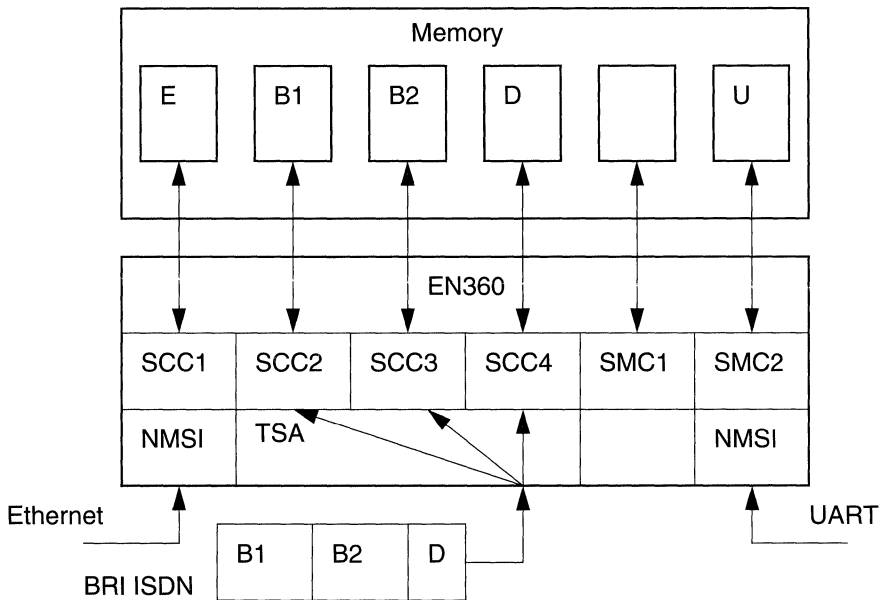 Memory
E B1 B2 D U
EN360
SCC1 SCC2 SCC3 SCC4 SMC1 SMC2
NMSI TSA NMSI
Ethernet UART
B1 B2 D
BRI ISDN